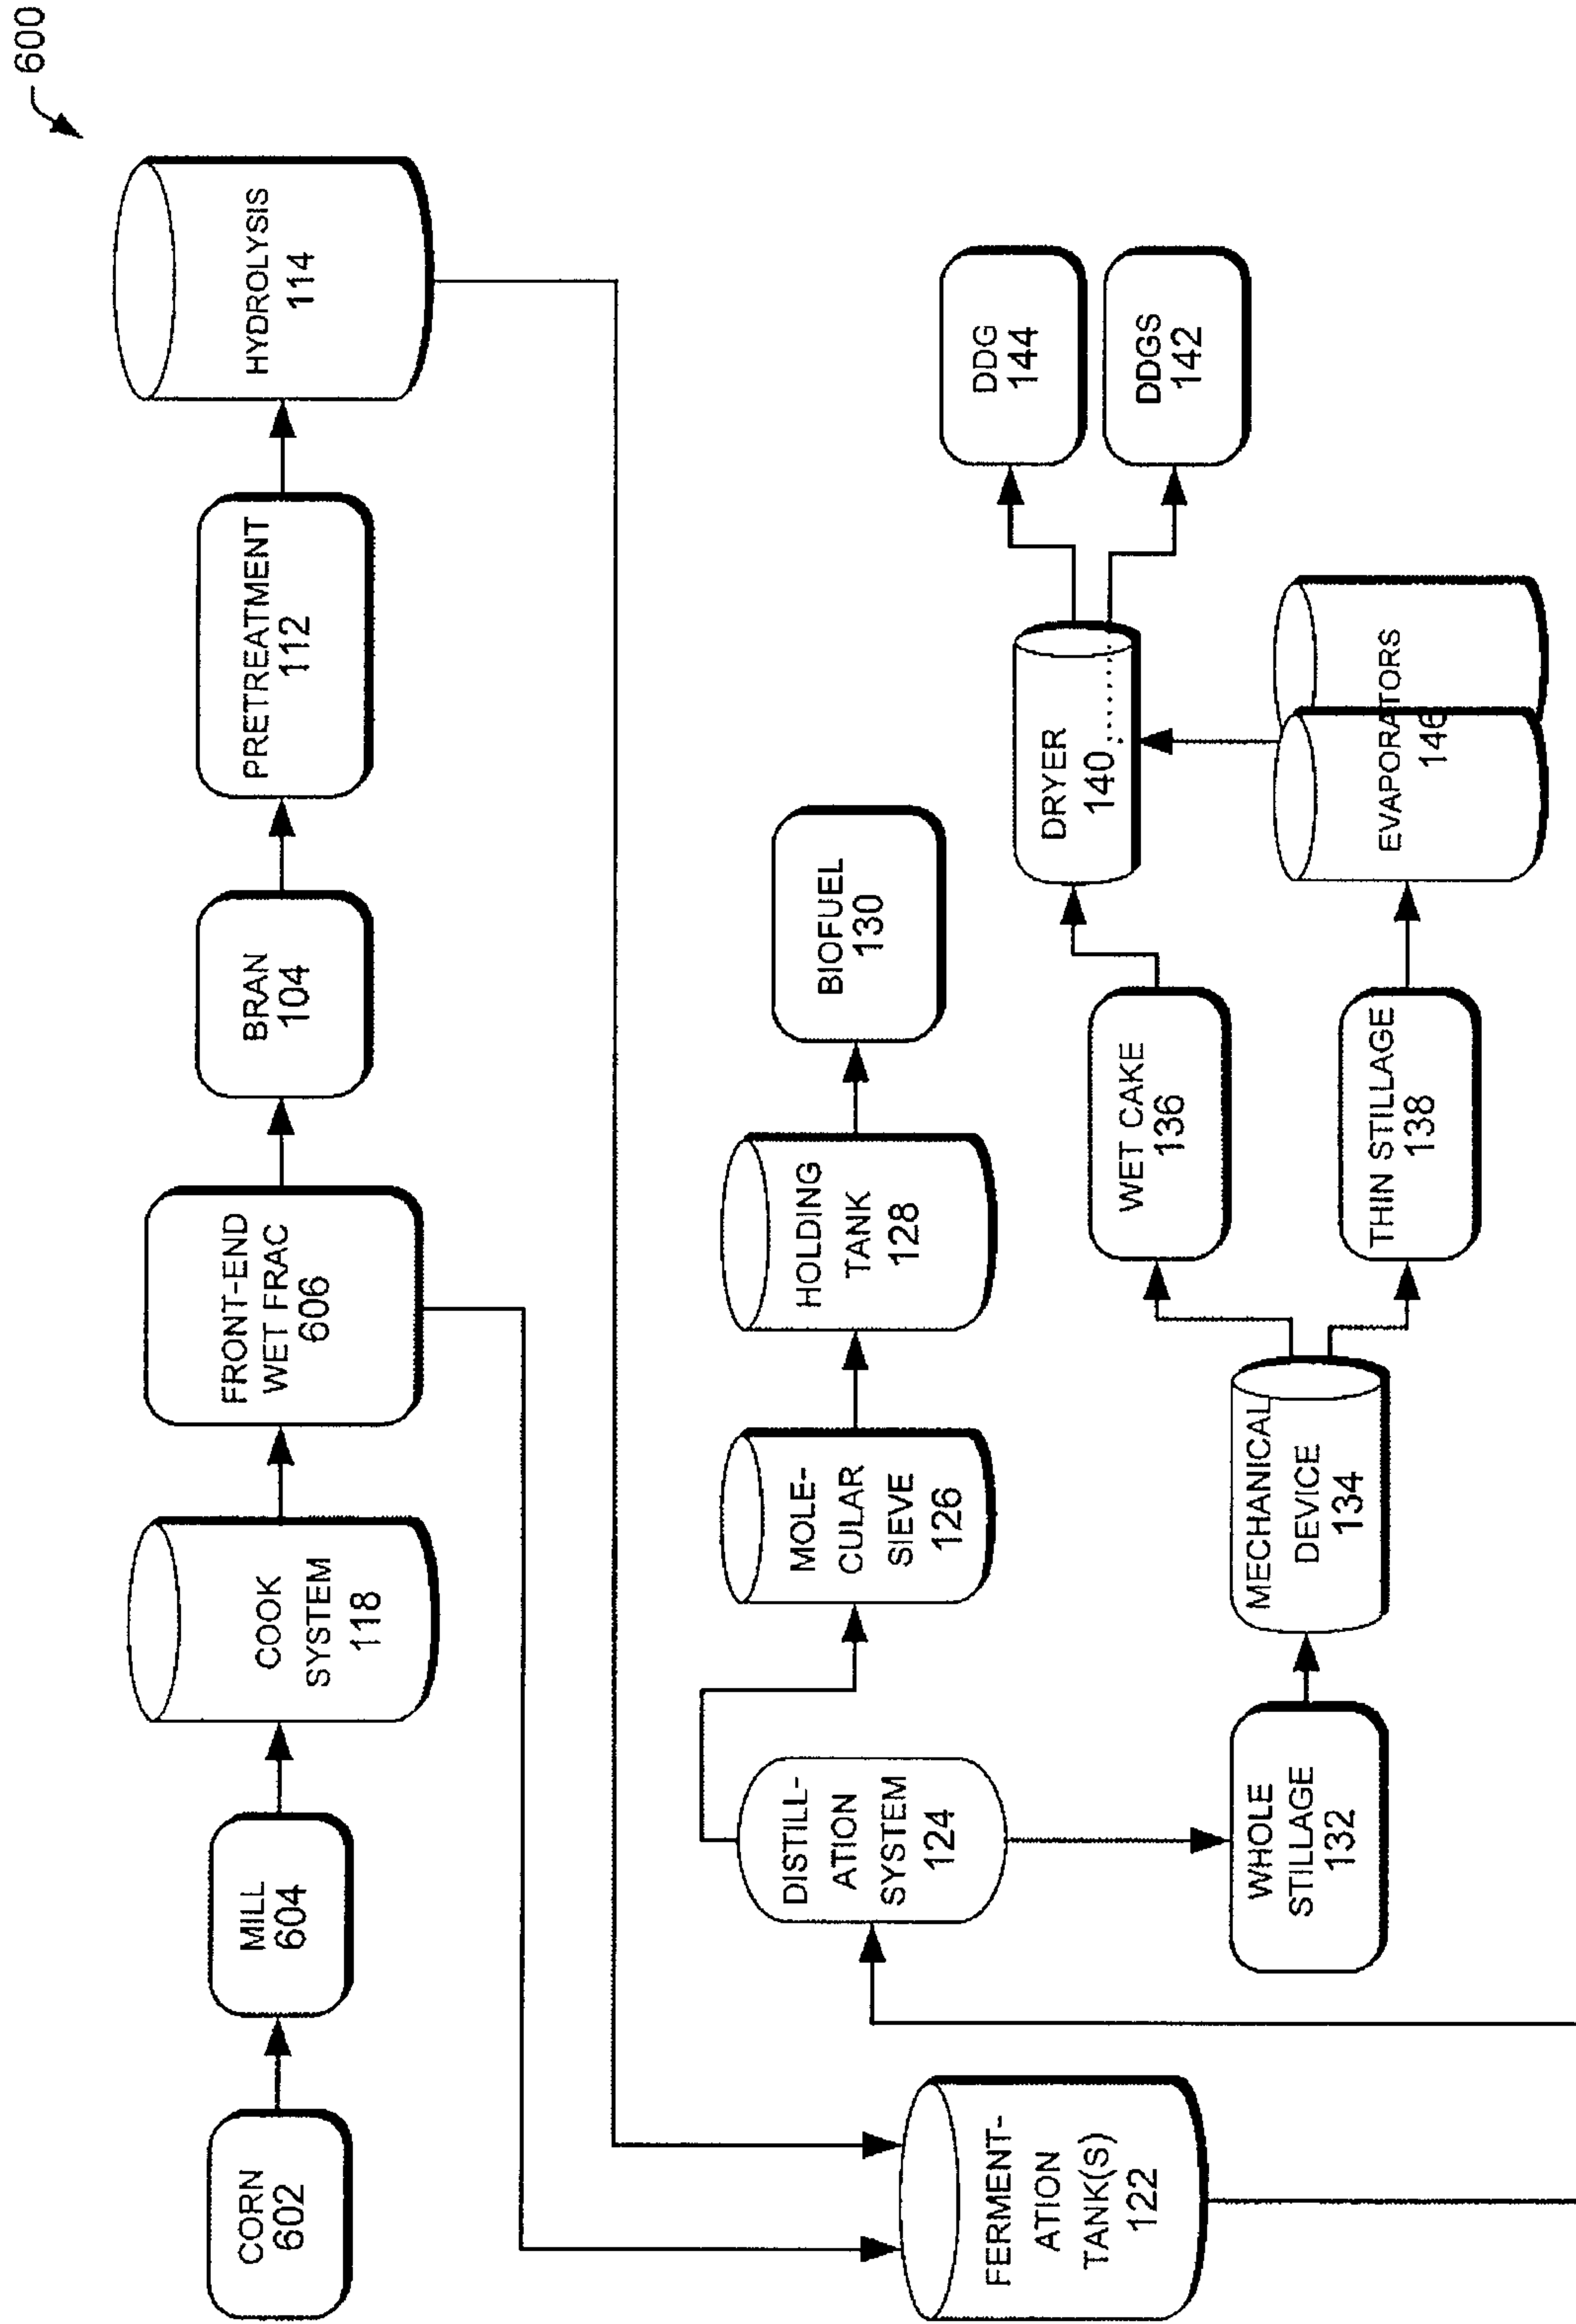 600
CORN
602
MILL
604
COOK
SYSTEM
118
FRONT-END
WET FRAC
606
BRAN
104
PRETREATMENT
112
HYDROLYSIS
114
FERMENT-
ATION
TANK(S)
122
DISTILL-
ATION
SYSTEM
124
MOLE-
CULAR
SIEVE
126
HOLDING
TANK
128
BIOFUEL
130
WHOLE
STILLAGE
132
MECHANICAL
DEVICE
134
WET CAKE
136
THIN STILLAGE
138
DRYER
140
EVAPORATORS
146
DDG
144
DDGS
142